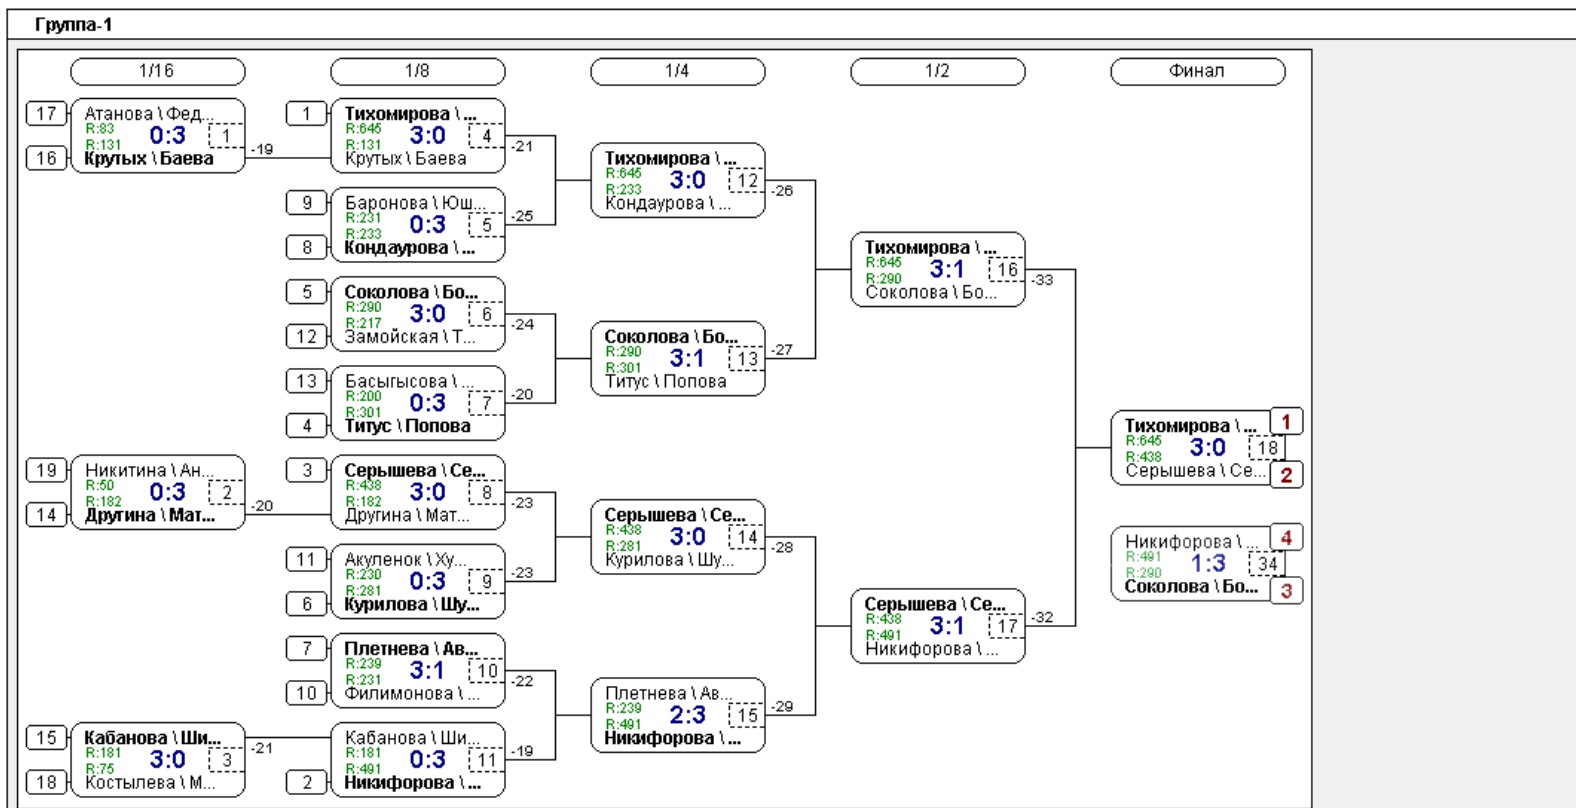 Группа-1
1/16
1/8
1/4
1/2
Финал
17
Атанова \ Фед...
R:83
0:3
1
R:131
16
Крутых \ Баева
-19
19
Никитина \ Ан...
R:50
0:3
2
R:182
14
Другина \ Мат...
-20
15
Кабанова \ Ши...
R:181
3:0
3
R:75
18
Костылева \ М...
-21
1
Тихомирова \ ...
R:645
3:0
4
R:131
Крутых \ Баева
-21
9
Баронова \ Юш...
R:231
0:3
5
R:233
8
Кондаурова \ ...
-25
5
Соколова \ Бо...
R:290
3:0
6
R:217
12
Замойская \ Т...
-24
13
Басыгысова \ ...
R:200
0:3
7
R:301
4
Титус \ Попова
-20
3
Серышева \ Се...
R:438
3:0
8
R:182
Другина \ Мат...
-23
11
Акуленок \ Ху...
R:230
0:3
9
R:281
6
Курилова \ Шу...
-23
7
Плетнева \ Ав...
R:239
3:1
10
R:231
10
Филимонова \ ...
-22
Кабанова \ Ши...
R:181
0:3
11
R:491
2
Никифорова \ ...
-19
Тихомирова \ ...
R:645
3:0
12
R:233
Кондаурова \ ...
-26
Соколова \ Бо...
R:290
3:1
13
R:301
Титус \ Попова
-27
Серышева \ Се...
R:438
3:0
14
R:281
Курилова \ Шу...
-28
Плетнева \ Ав...
R:239
2:3
15
R:491
Никифорова \ ...
-29
Тихомирова \ ...
R:645
3:1
16
R:290
Соколова \ Бо...
-33
Серышева \ Се...
R:438
3:1
17
R:491
Никифорова \ ...
-32
Тихомирова \ ...
1
R:645
3:0
18
R:438
Серышева \ Се...
2
Никифорова \ ...
4
R:491
1:3
34
R:290
Соколова \ Бо...
3